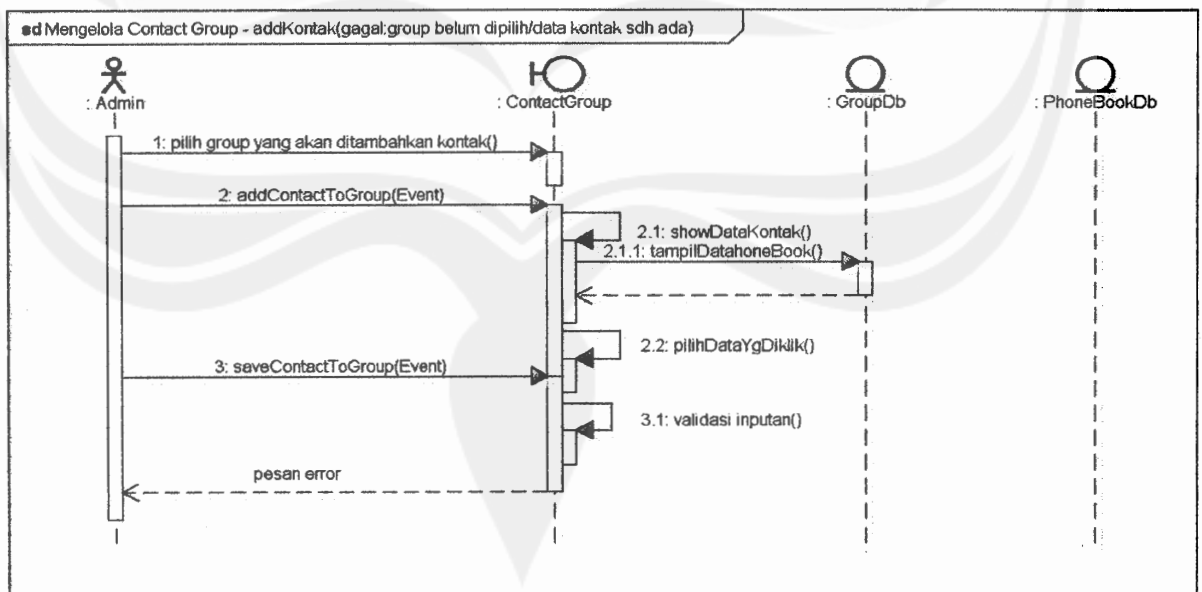 sd Mengelola Contact Group - addKontak(gagal:group belum dipilih/data kontak sdh ada)
: Admin
: ContactGroup
: GroupDb
: PhoneBookDb
1: pilih group yang akan ditambahkan kontak()
2: addContactToGroup(Event)
2.1: showDataKontak()
2.1.1: tampilDatahoneBook()
2.2: pilihDataYgDiklik()
3: saveContactToGroup(Event)
3.1: validasi inputan()
pesan error